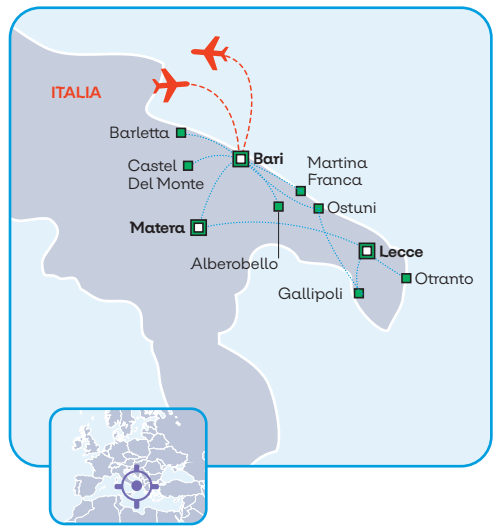 ITALIA
Barletta
Bari
Castel
Del Monte
Martina
Franca
Ostuni
Matera
Lecce
Alberobello
Otranto
Gallipoli